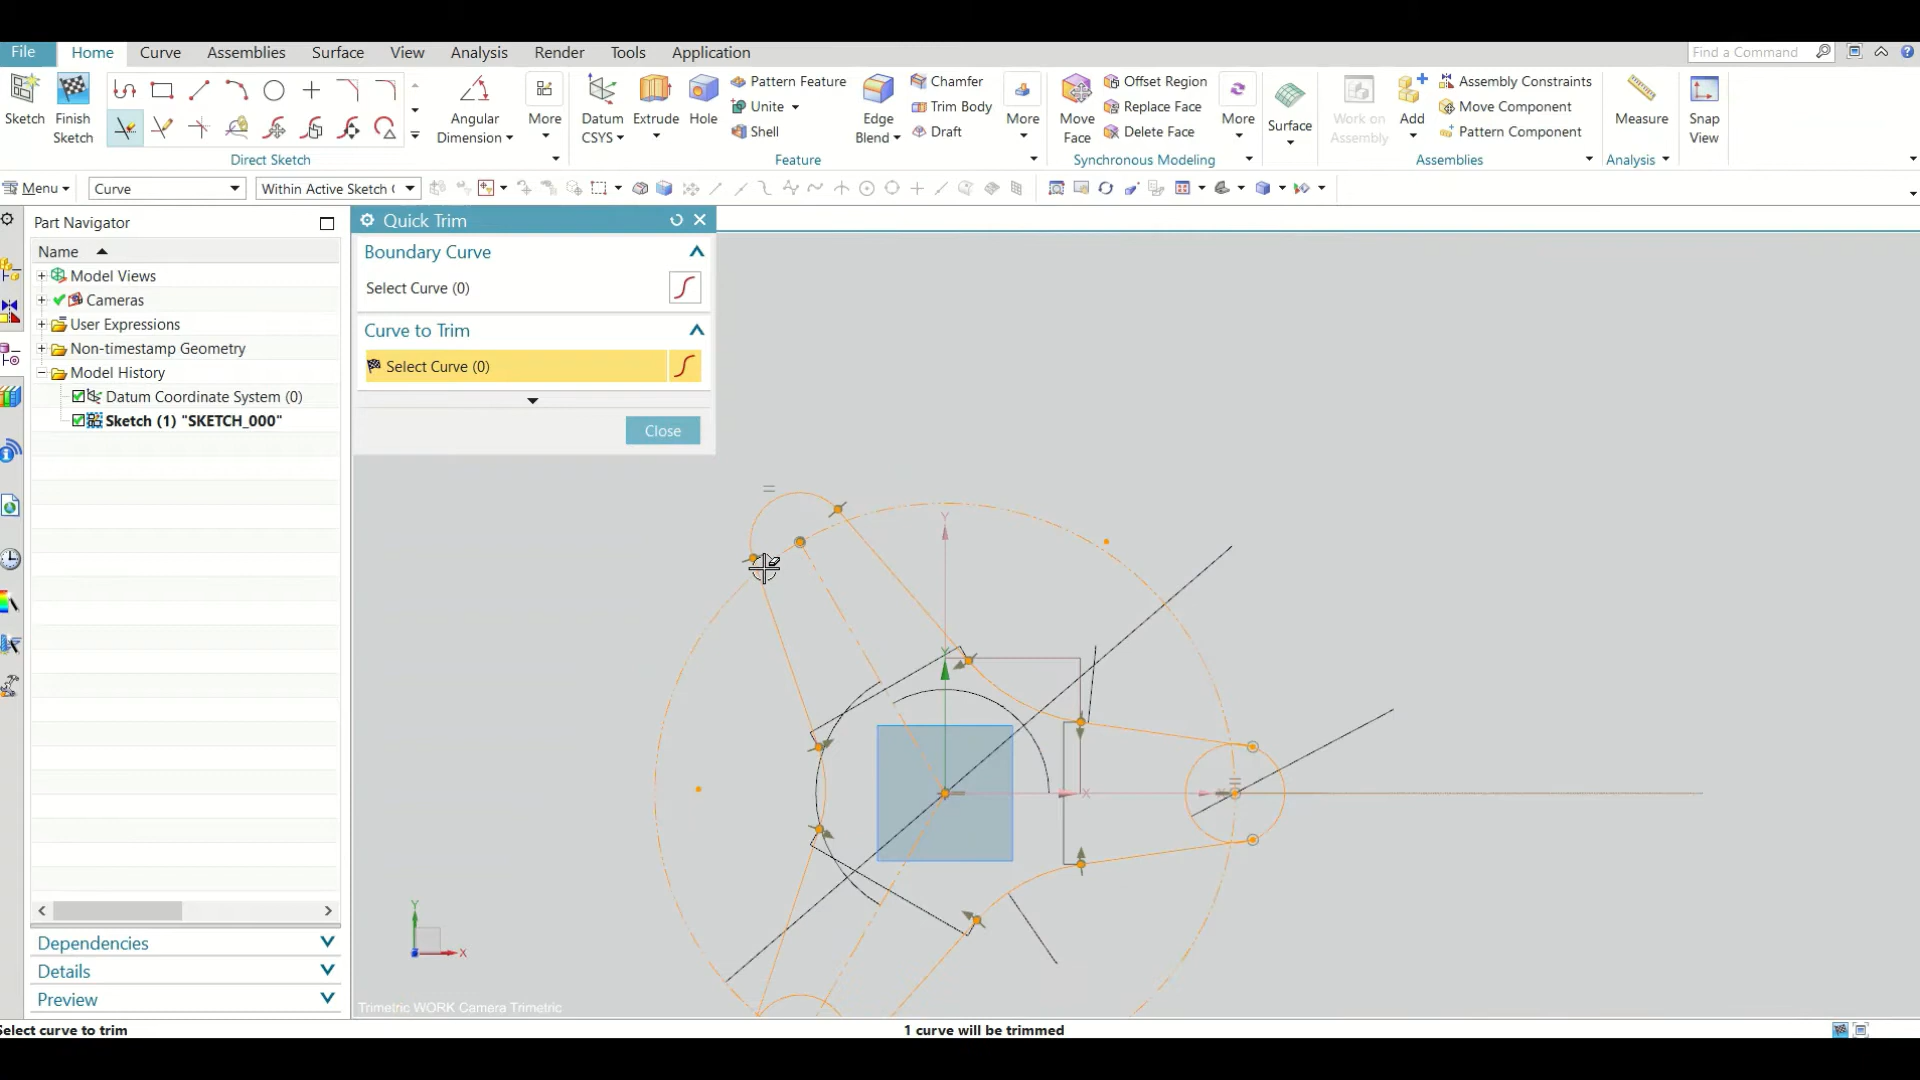 File Home Curve Assemblies Surface View Analysis Render Tools Application Find a Command
Sketch Finish Sketch Direct Sketch
Angular Dimension More
Datum CSYS Extrude Hole Pattern Feature Unite Shell
Edge Blend Chamfer Trim Body Draft More Feature
Move Face Offset Region Replace Face Delete Face More Synchronous Modeling
Surface
Work on Assembly Add Assembly Constraints Move Component Pattern Component Assemblies
Measure Analysis Snap View
Menu Curve Within Active Sketch
Part Navigator
Name
Model Views
Cameras
User Expressions
Non-timestamp Geometry
Model History
Datum Coordinate System (0)
Sketch (1) "SKETCH_000"
Dependencies
Details
Preview
Quick Trim
Boundary Curve
Select Curve (0)
Curve to Trim
Select Curve (0)
Close
Y
Y
X
Y
X
Trimetric WORK Camera Trimetric
Select curve to trim
1 curve will be trimmed